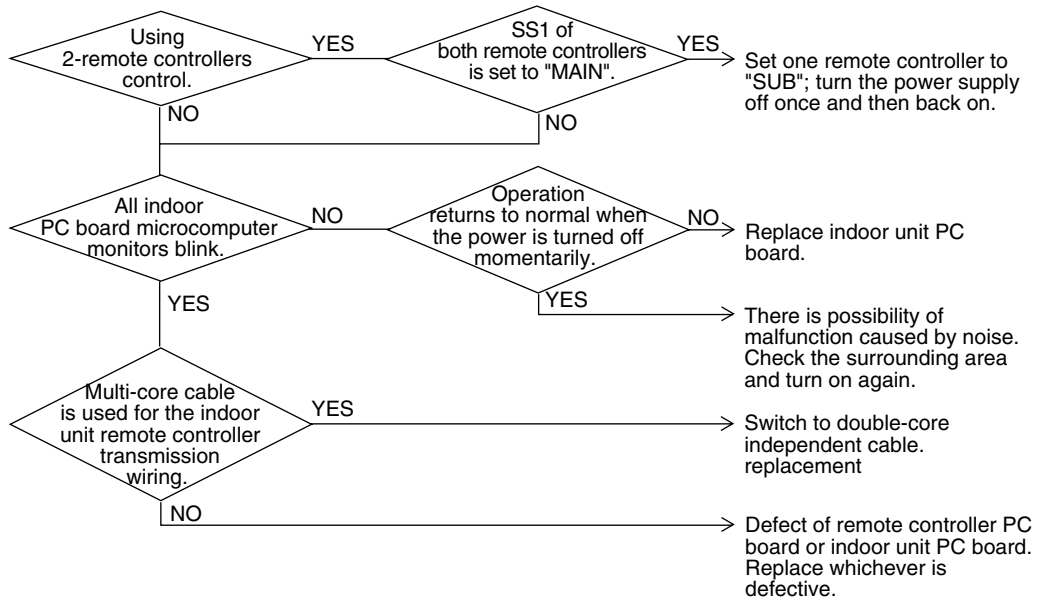 Using
2-remote controllers
control.
YES
SS1 of
both remote controllers
is set to "MAIN".
YES
Set one remote controller to
"SUB"; turn the power supply
off once and then back on.
NO
NO
All indoor
PC board microcomputer
monitors blink.
NO
Operation
returns to normal when
the power is turned off
momentarily.
NO
Replace indoor unit PC
board.
YES
YES
There is possibility of
malfunction caused by noise.
Check the surrounding area
and turn on again.
Multi-core cable
is used for the indoor
unit remote controller
transmission
wiring.
YES
Switch to double-core
independent cable.
replacement
NO
Defect of remote controller PC
board or indoor unit PC board.
Replace whichever is
defective.